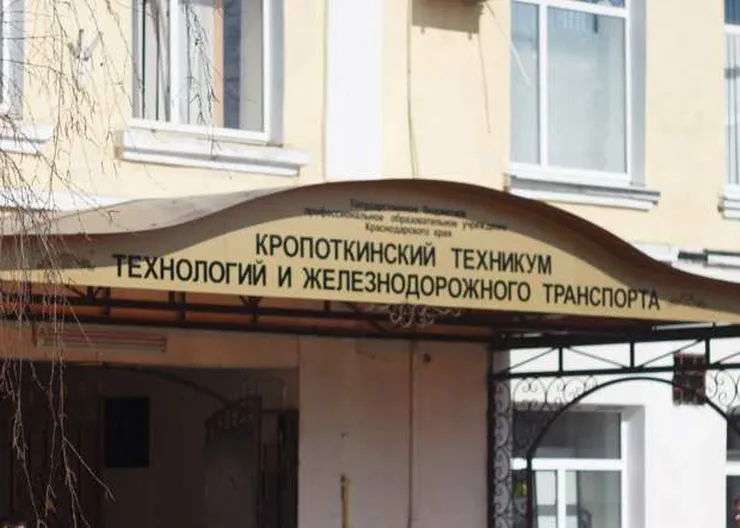 Государственное бюджетное
профессиональное образовательное учреждение
Краснодарского края
КРОПОТКИНСКИЙ ТЕХНИКУМ
ТЕХНОЛОГИЙ И ЖЕЛЕЗНОДОРОЖНОГО ТРАНСПОРТА